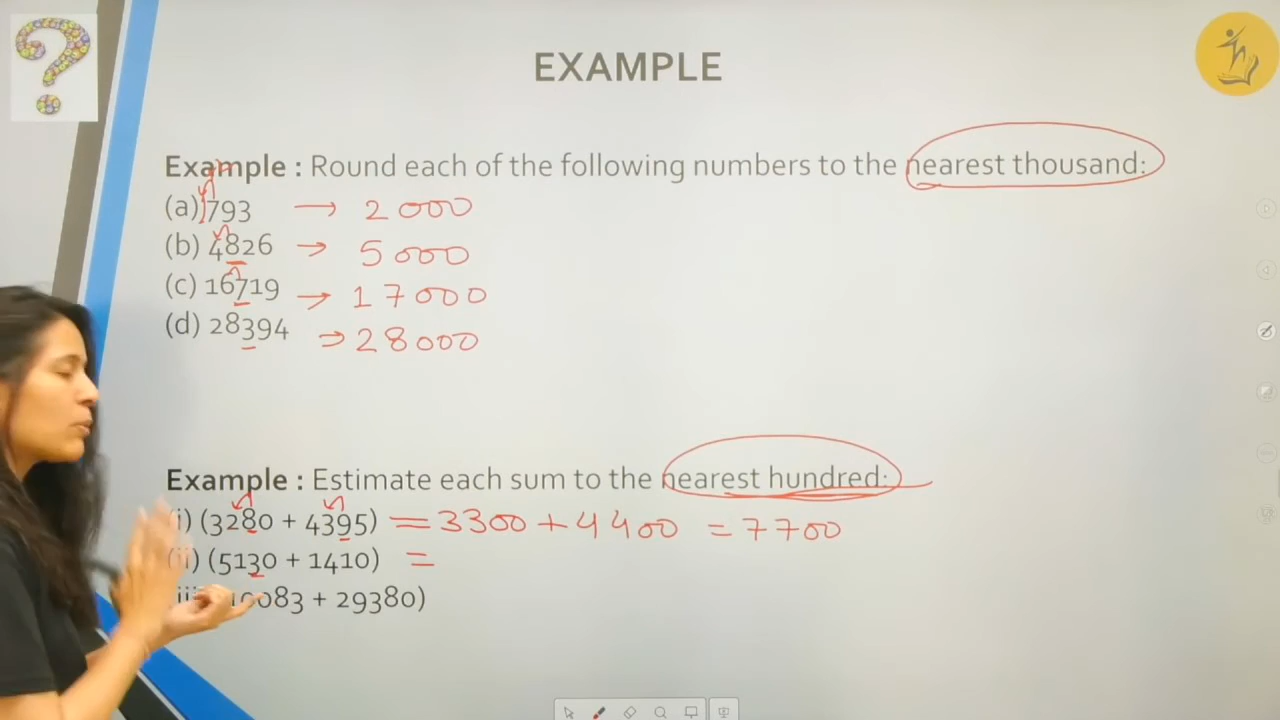 EXAMPLE
Example : Round each of the following numbers to the nearest thousand:
(a) 1793 → 2000
(b) 4826 → 5000
(c) 16719 → 17000
(d) 28394 → 28000
Example : Estimate each sum to the nearest hundred:
(i) (3280 + 4395) = 3300 + 4400 = 7700
(ii) (5130 + 1410) =
10083 + 29380)